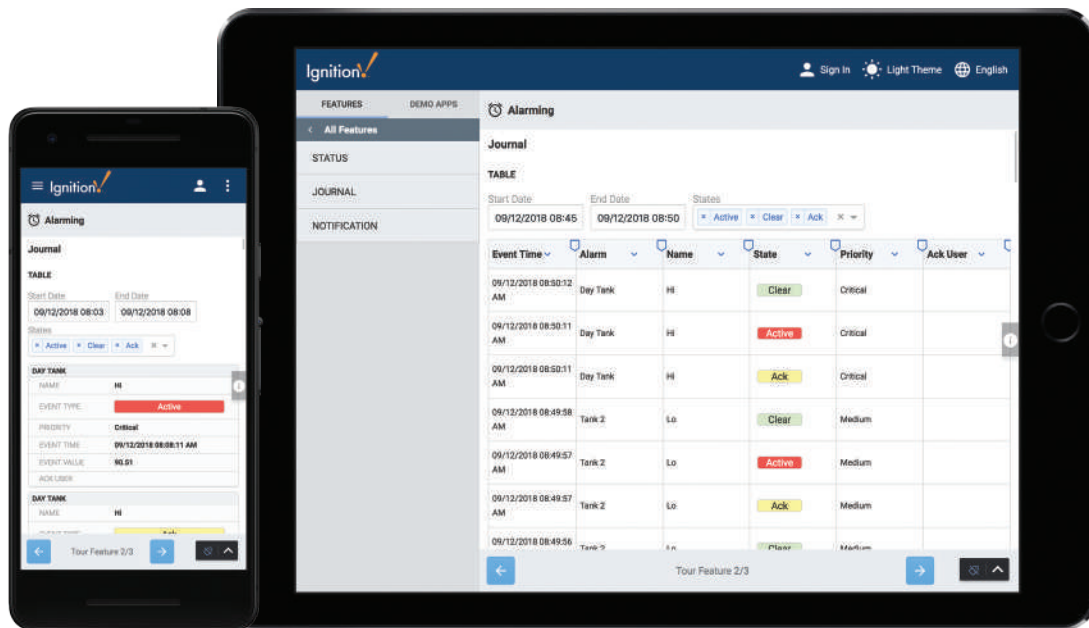 Ignition!
Alarming
Journal
TABLE
Start Date End Date
09/12/2018 08:03 09/12/2018 08:08
States
× Active × Clear × Ack ×
DAY TANK
NAME HI
EVENT TYPE Active
PRIORITY Critical
EVENT TIME 09/12/2018 08:08:11 AM
EVENT VALUE 90.51
ACK USER
DAY TANK
NAME HI
EVENT TYPE Ack
Tour Feature 2/3
Ignition!
Sign In Light Theme English
FEATURES DEMO APPS
< All Features
STATUS
JOURNAL
NOTIFICATION
Alarming
Journal
TABLE
Start Date End Date States
09/12/2018 08:45 09/12/2018 08:50 × Active × Clear × Ack ×
Event Time Alarm Name State Priority Ack User
09/12/2018 08:50:12 AM Day Tank HI Clear Critical
09/12/2018 08:50:11 AM Day Tank HI Active Critical
09/12/2018 08:50:11 AM Day Tank HI Ack Critical
09/12/2018 08:49:58 AM Tank 2 Lo Clear Medium
09/12/2018 08:49:57 AM Tank 2 Lo Active Medium
09/12/2018 08:49:57 AM Tank 2 Lo Ack Medium
09/12/2018 08:49:56 Tank 2 Lo Clear Medium
Tour Feature 2/3